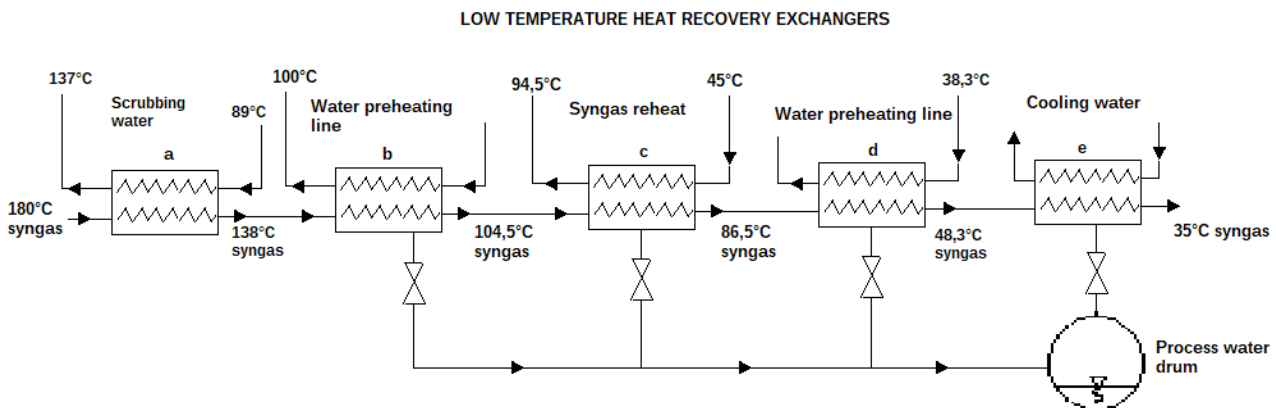 LOW TEMPERATURE HEAT RECOVERY EXCHANGERS
137°C
Scrubbing
water
89°C
a
180°C
syngas
138°C
syngas
100°C
Water preheating
line
b
104,5°C
syngas
94,5°C
Syngas reheat
45°C
c
86,5°C
syngas
Water preheating line
38,3°C
d
48,3°C
syngas
Cooling water
e
35°C syngas
Process water
drum